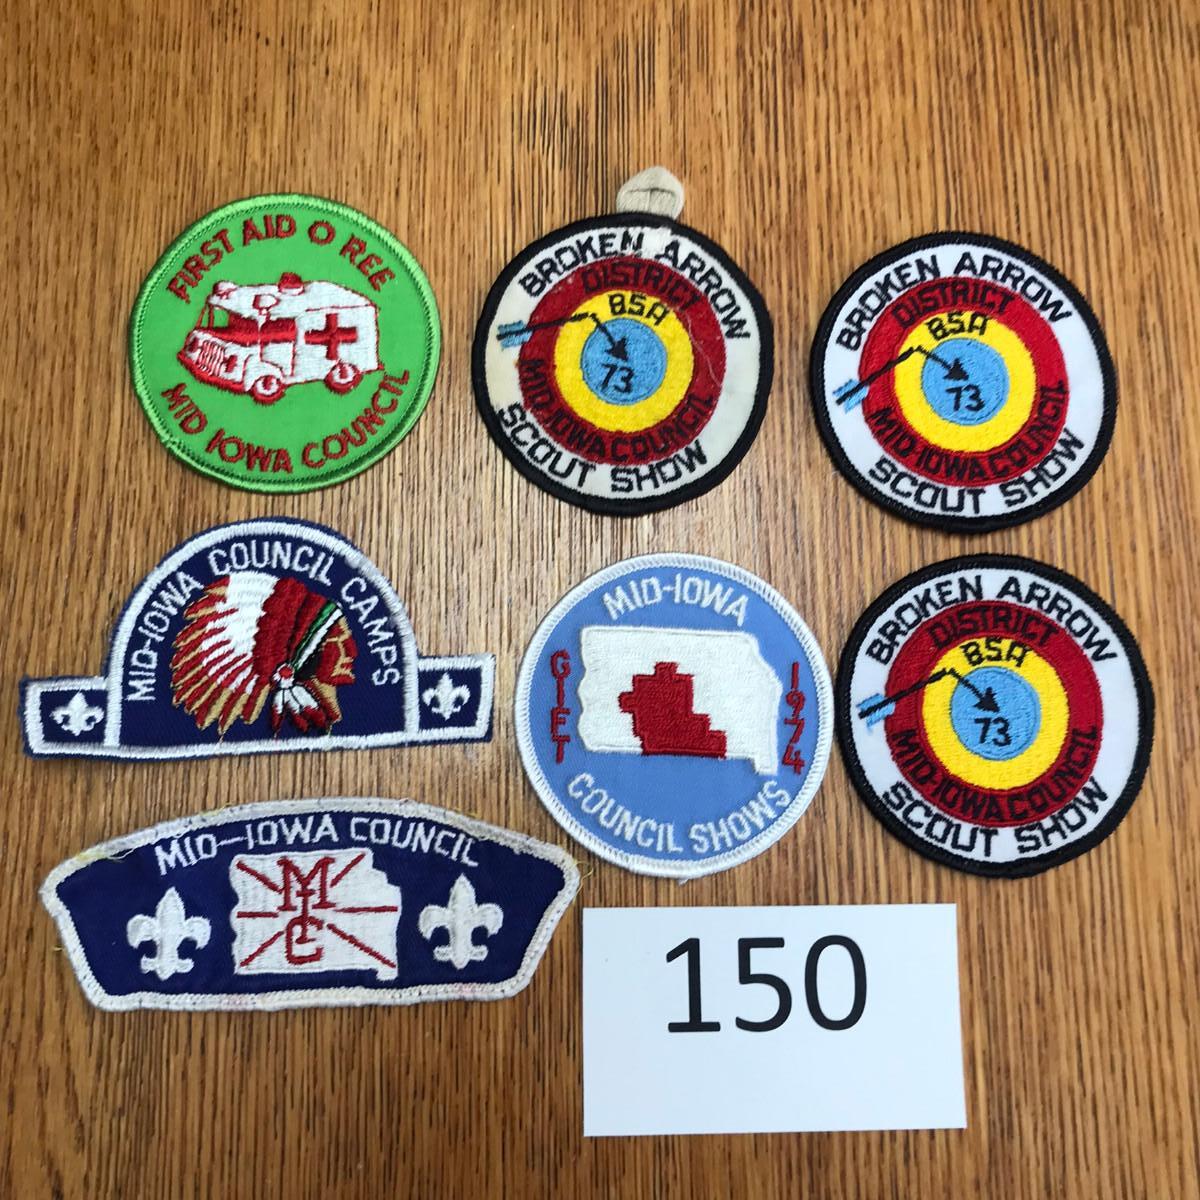 FIRST AID O REE
MID IOWA COUNCIL
BROKEN ARROW
DISTRICT
BSA
73
MID-IOWA COUNCIL
SCOUT SHOW
BROKEN ARROW
DISTRICT
BSA
73
MID-IOWA COUNCIL
SCOUT SHOW
MID-IOWA COUNCIL CAMPS
MID-IOWA
GIFT
1974
COUNCIL SHOWS
BROKEN ARROW
DISTRICT
BSA
73
MID-IOWA COUNCIL
SCOUT SHOW
MID-IOWA COUNCIL
MIC
150